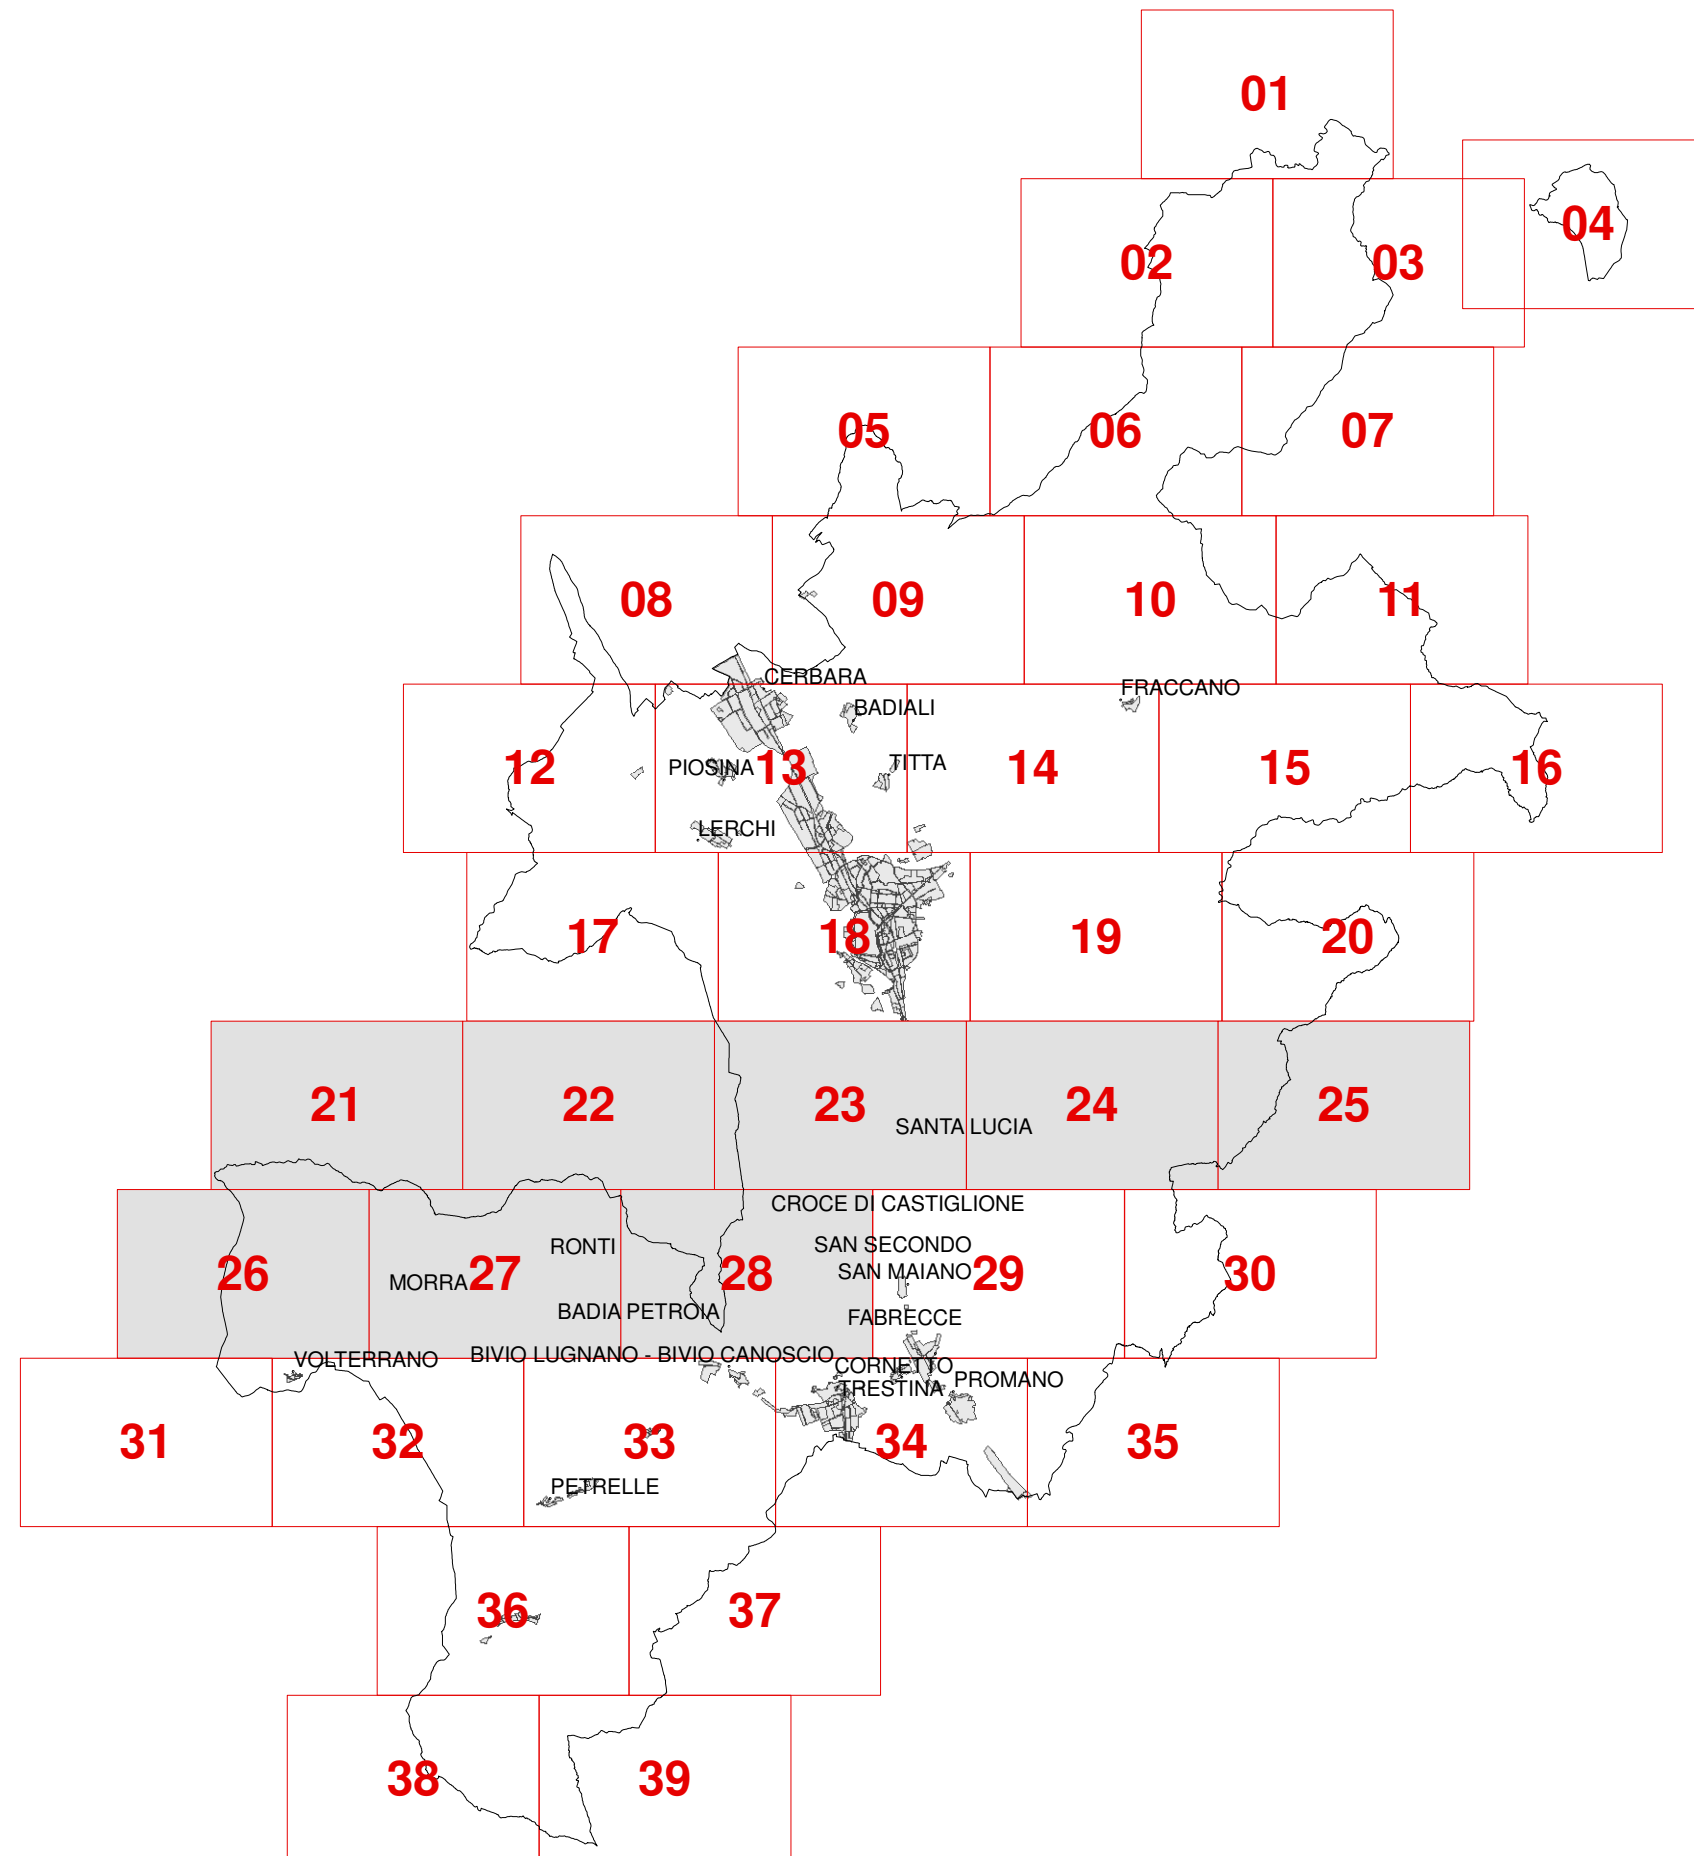 01
04
02
03
05
06
07
08
09
10
11
CERBARA
FRACCANO
BADIALI
12
PIOSINA
13
TITTA
14
15
16
LERCHI
17
18
19
20
21
22
23
24
25
SANTA LUCIA
CROCE DI CASTIGLIONE
RONTI
SAN SECONDO
26
MORRA
27
28
SAN MAIANO
29
30
BADIA PETROIA
FABRECCE
VOLTERRANO
BIVIO LUGNANO - BIVIO CANOSCIO
CORNETTO
TRESTINA
PROMANO
31
32
33
34
35
PETRELLE
36
37
38
39